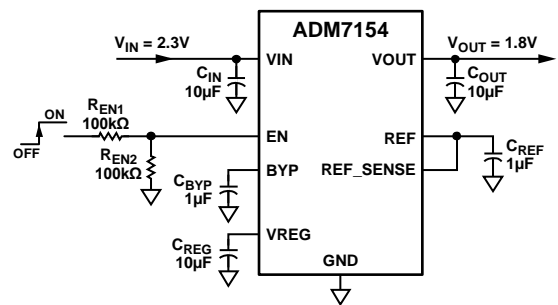 ADM7154
V_IN = 2.3V
VIN
VOUT
V_OUT = 1.8V
C_IN
10µF
C_OUT
10µF
ON
OFF
R_EN1
100kΩ
EN
REF
R_EN2
100kΩ
C_BYP
1µF
BYP
REF_SENSE
C_REF
1µF
VREG
C_REG
10µF
GND